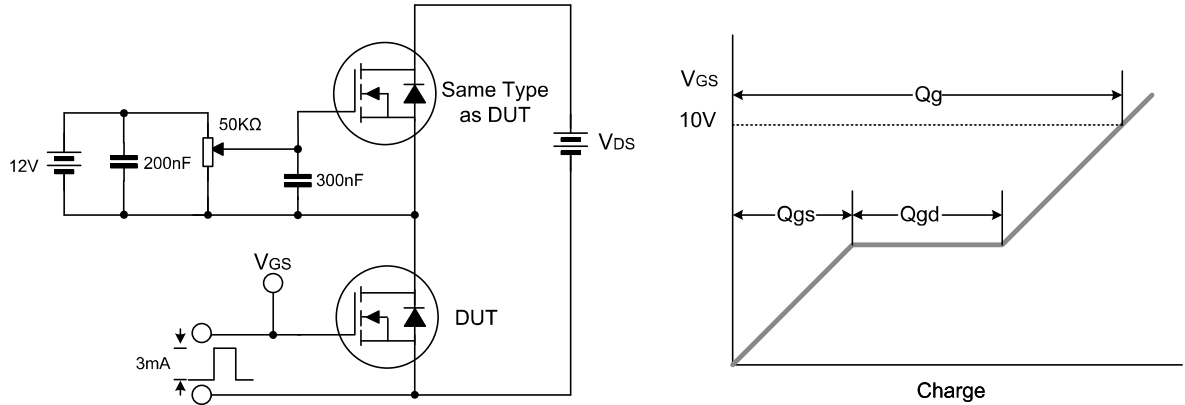 Same Type
as DUT
50KΩ
12V
200nF
300nF
VDS
VGS
DUT
3mA
VGS
10V
Qg
Qgs
Qgd
Charge